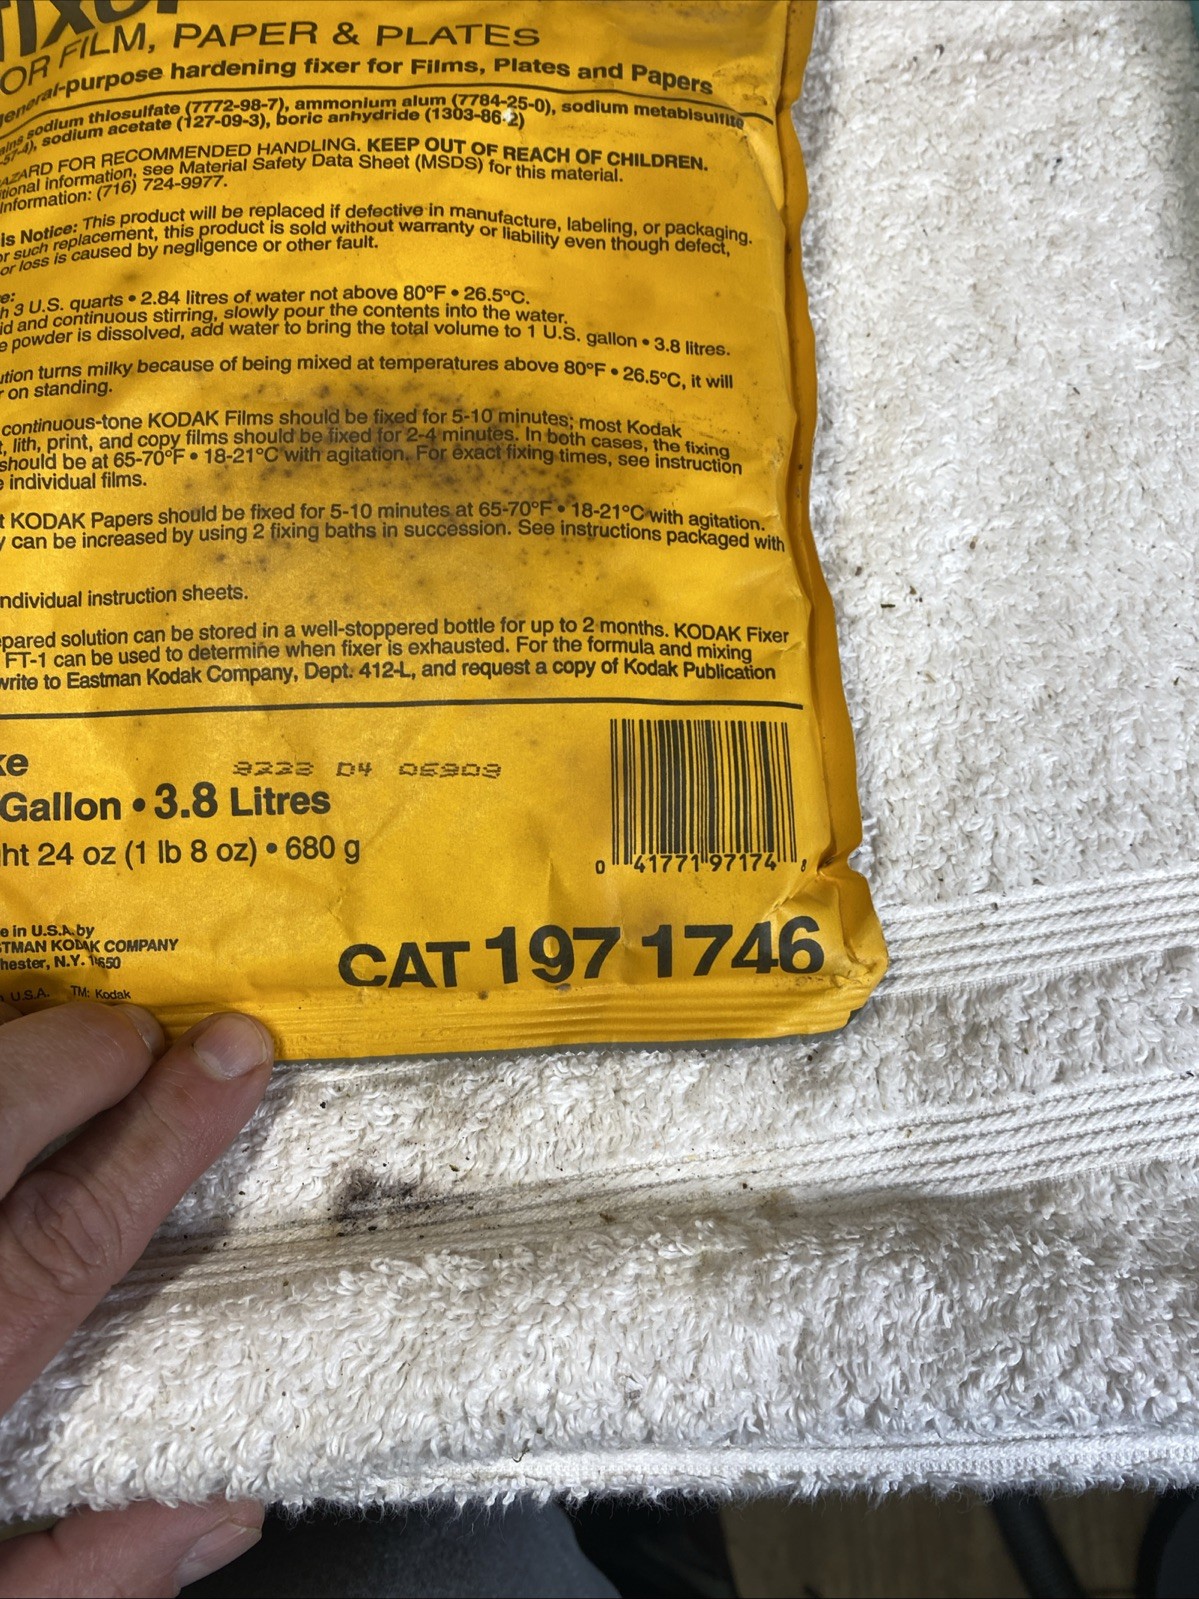 fixer
OR FILM, PAPER & PLATES
general-purpose hardening fixer for Films, Plates and Papers
ains sodium thiosulfate (7772-98-7), ammonium alum (7784-25-0), sodium metabisulfite
-57-4), sodium acetate (127-09-3), boric anhydride (1303-86-2)
AZARD FOR RECOMMENDED HANDLING. KEEP OUT OF REACH OF CHILDREN.
itional information, see Material Safety Data Sheet (MSDS) for this material.
Information: (716) 724-9977.
is Notice: This product will be replaced if defective in manufacture, labeling, or packaging.
or such replacement, this product is sold without warranty or liability even though defect,
or loss is caused by negligence or other fault.
e:
h 3 U.S. quarts • 2.84 litres of water not above 80°F • 26.5°C.
id and continuous stirring, slowly pour the contents into the water.
e powder is dissolved, add water to bring the total volume to 1 U.S. gallon • 3.8 litres.
ution turns milky because of being mixed at temperatures above 80°F • 26.5°C, it will
r on standing.
continuous-tone KODAK Films should be fixed for 5-10 minutes; most Kodak
t, lith, print, and copy films should be fixed for 2-4 minutes. In both cases, the fixing
should be at 65-70°F • 18-21°C with agitation. For exact fixing times, see instruction
e individual films.
t KODAK Papers should be fixed for 5-10 minutes at 65-70°F • 18-21°C with agitation.
y can be increased by using 2 fixing baths in succession. See instructions packaged with
ndividual instruction sheets.
epared solution can be stored in a well-stoppered bottle for up to 2 months. KODAK Fixer
FT-1 can be used to determine when fixer is exhausted. For the formula and mixing
write to Eastman Kodak Company, Dept. 412-L, and request a copy of Kodak Publication
ke
Gallon • 3.8 Litres
ht 24 oz (1 lb 8 oz) • 680 g
0 41771 97174 8
e in U.S.A. by
STMAN KODAK COMPANY
hester, N.Y. 14650
U.S.A. TM: Kodak
CAT 197 1746